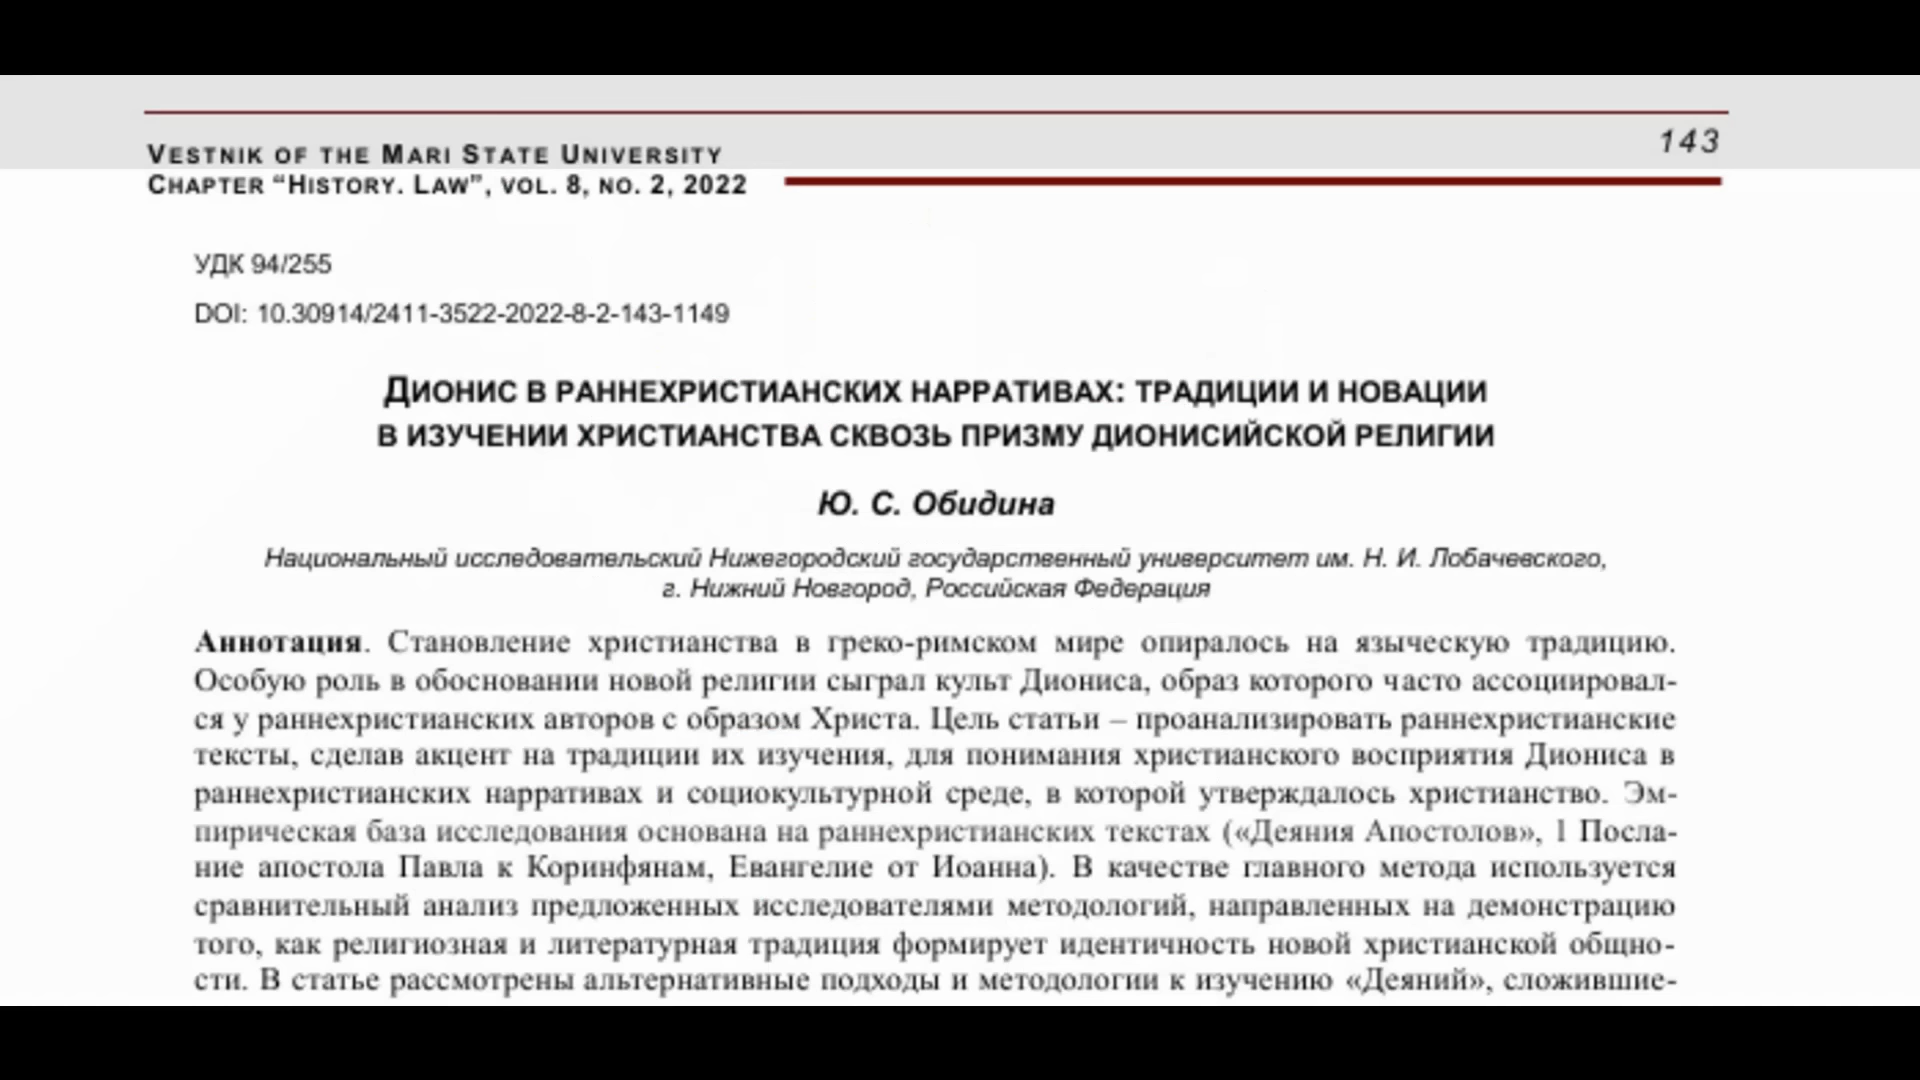 143
VESTNIK OF THE MARI STATE UNIVERSITY
CHAPTER “HISTORY. LAW”, VOL. 8, NO. 2, 2022
УДК 94/255
DOI: 10.30914/2411-3522-2022-8-2-143-1149
ДИОНИС В РАННЕХРИСТИАНСКИХ НАРРАТИВАХ: ТРАДИЦИИ И НОВАЦИИ
В ИЗУЧЕНИИ ХРИСТИАНСТВА СКВОЗЬ ПРИЗМУ ДИОНИСИЙСКОЙ РЕЛИГИИ
Ю. С. Обидина
Национальный исследовательский Нижегородский государственный университет им. Н. И. Лобачевского,
г. Нижний Новгород, Российская Федерация
Аннотация. Становление христианства в греко-римском мире опиралось на языческую традицию.
Особую роль в обосновании новой религии сыграл культ Диониса, образ которого часто ассоциировал-
ся у раннехристианских авторов с образом Христа. Цель статьи – проанализировать раннехристианские
тексты, сделав акцент на традиции их изучения, для понимания христианского восприятия Диониса в
раннехристианских нарративах и социокультурной среде, в которой утверждалось христианство. Эм-
пирическая база исследования основана на раннехристианских текстах («Деяния Апостолов», 1 Посла-
ние апостола Павла к Коринфянам, Евангелие от Иоанна). В качестве главного метода используется
сравнительный анализ предложенных исследователями методологий, направленных на демонстрацию
того, как религиозная и литературная традиция формирует идентичность новой христианской общно-
сти. В статье рассмотрены альтернативные подходы и методологии к изучению «Деяний», сложившие-